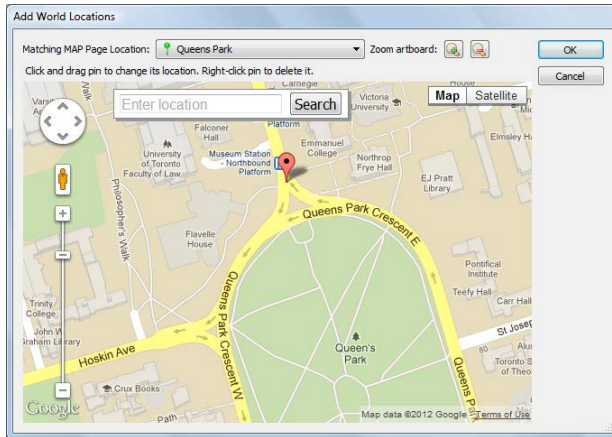 Add World Locations
Matching MAP Page Location:
Queens Park
Zoom artboard:
OK
Click and drag pin to change its location. Right-click pin to delete it.
Cancel
Enter location
Search
Map
Satellite
Carnegie
Victoria
University
House
Walk
Falconer
Hall
Platform
Emmanuel
College
Elmsley
University
of Toronto
Faculty of Law
Museum Station
- Northbound
Platform
Northrop
Frye Hall
EJ Pratt
Library
Philosopher's Walk
Queens Park Crescent E
Flavelle
House
Pontifical
Institute
Teefy Hall
Carr Hall
Trinity
College
Queens Park Crescent W
Queens Park
John W
Graham Library
Hoskin Ave
Queen's
Park
80
St Josep
Toronto S
of Theo
Crux Books
Path
Google
Map data ©2012 Google
Terms of Use